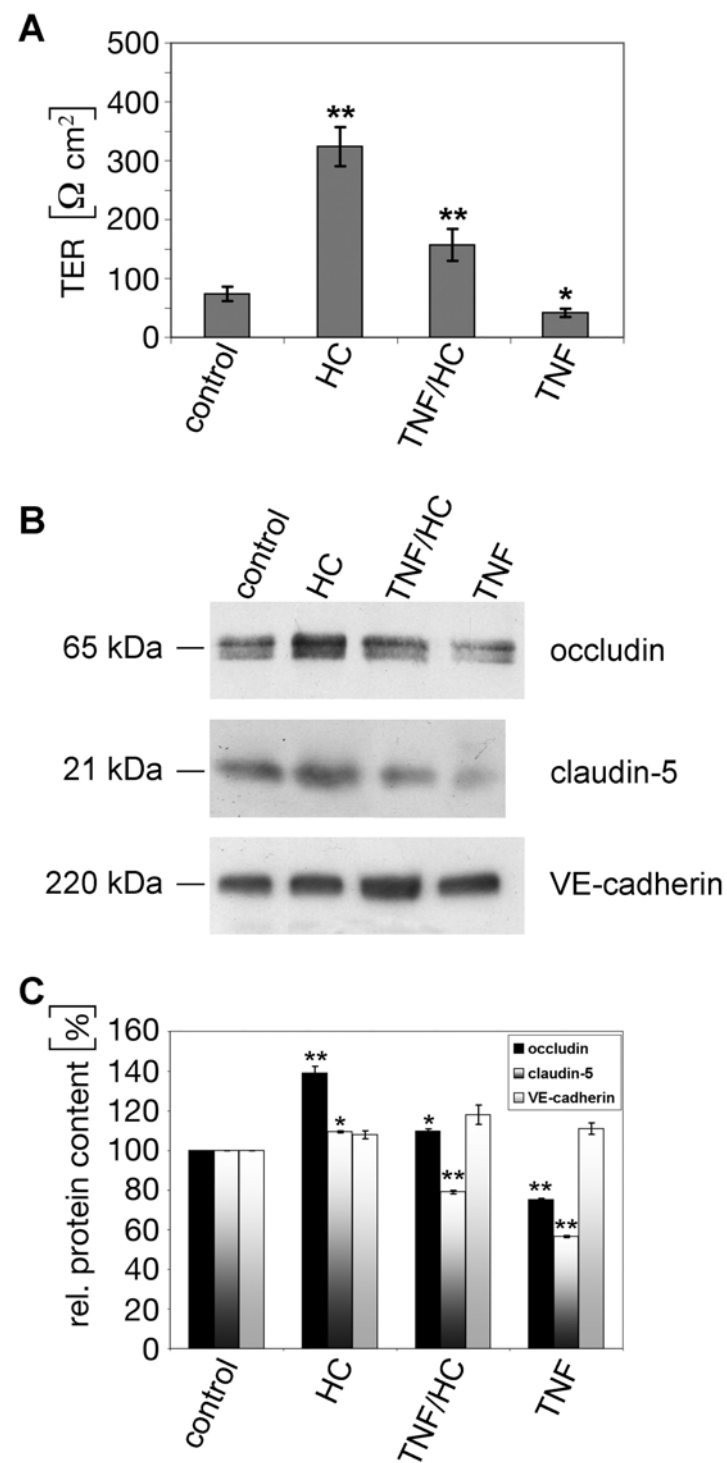 A
TER [Ω cm²]
500
400
300
200
100
0
**
**
*
control
HC
TNF/HC
TNF
B
control
HC
TNF/HC
TNF
65 kDa
occludin
21 kDa
claudin-5
220 kDa
VE-cadherin
C
rel. protein content [%]
160
140
120
100
80
60
40
20
0
occludin
claudin-5
VE-cadherin
**
*
*
**
**
**
control
HC
TNF/HC
TNF